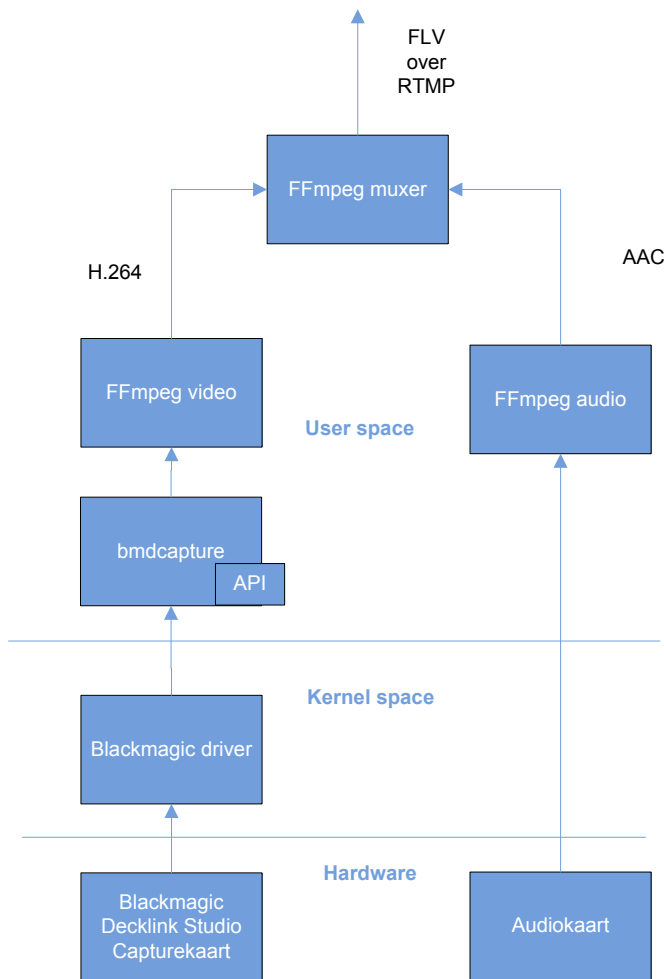 FLV
over
RTMP
FFmpeg muxer
H.264
AAC
FFmpeg video
FFmpeg audio
User space
bmdcapture
API
Kernel space
Blackmagic driver
Hardware
Blackmagic
Decklink Studio
Capturekaart
Audiokaart